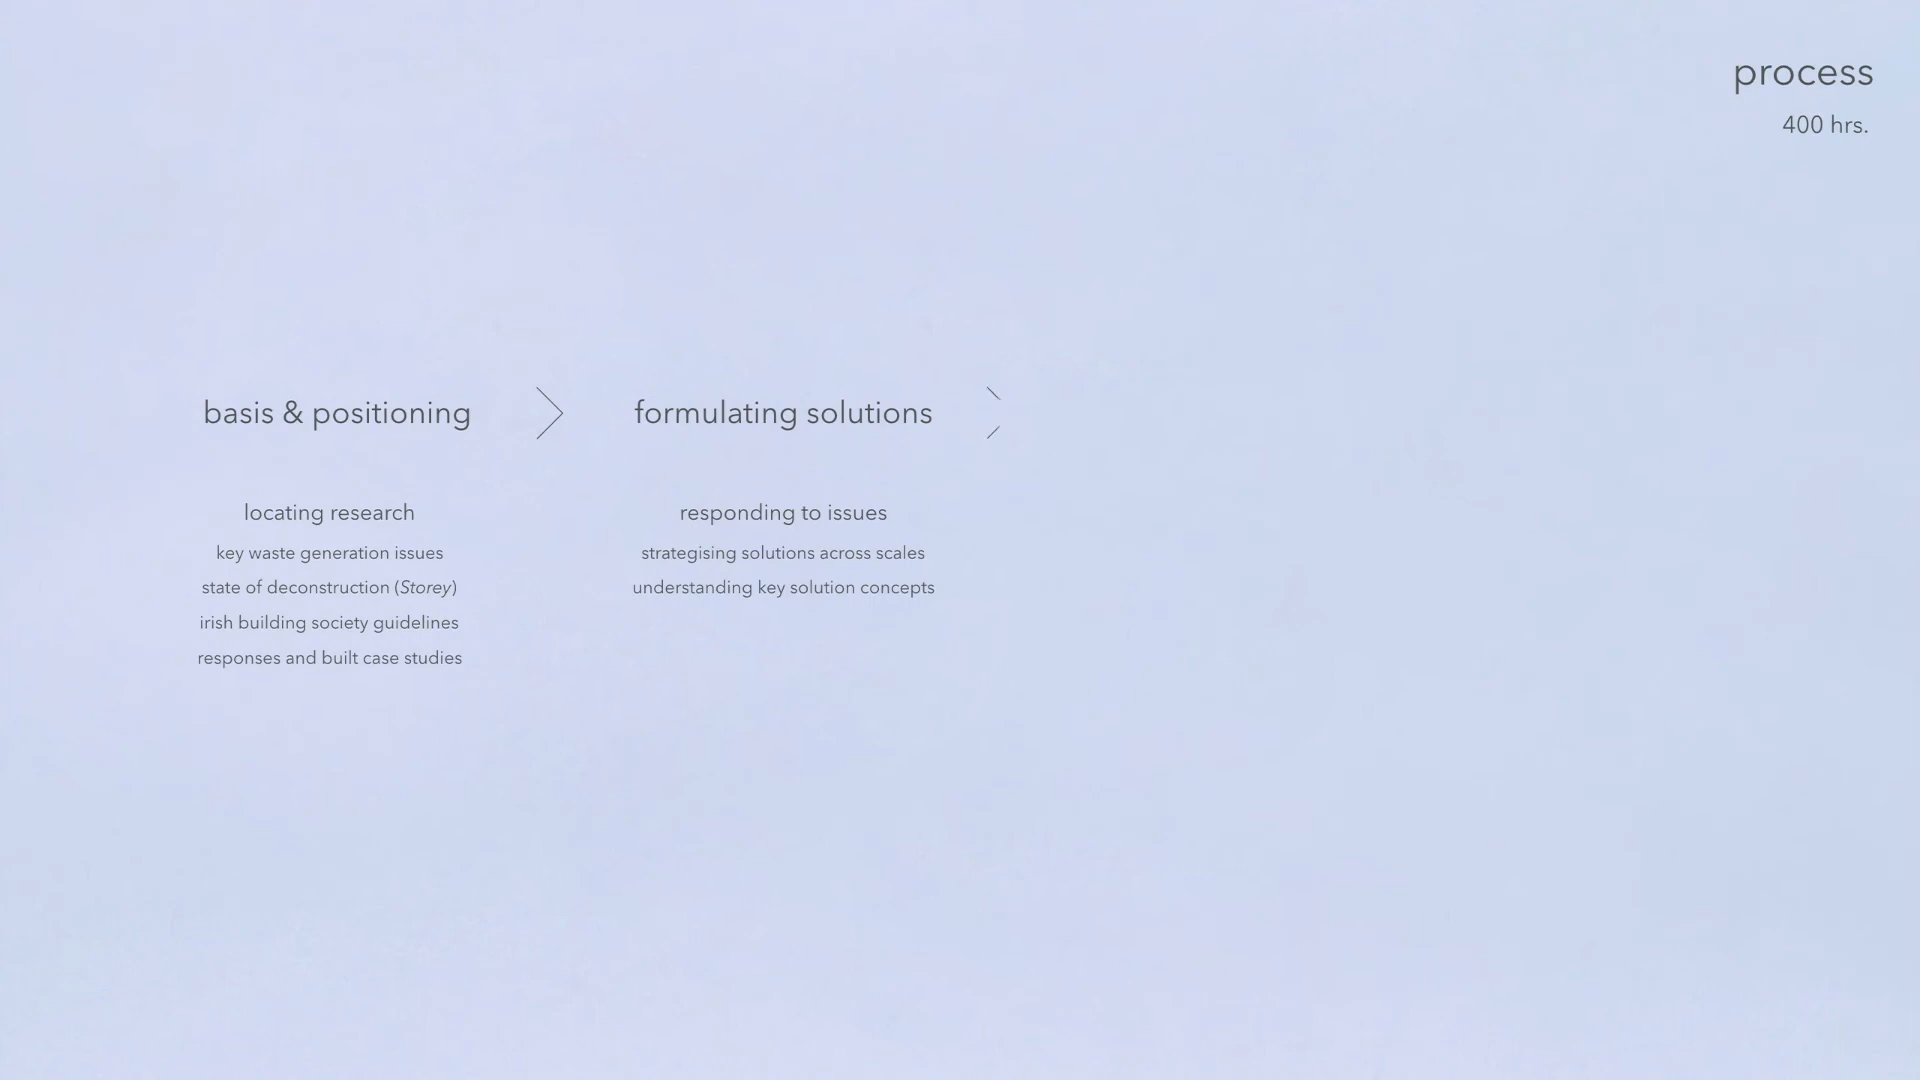 process
400 hrs.
basis & positioning
locating research
key waste generation issues
state of deconstruction (Storey)
irish building society guidelines
responses and built case studies
formulating solutions
responding to issues
strategising solutions across scales
understanding key solution concepts